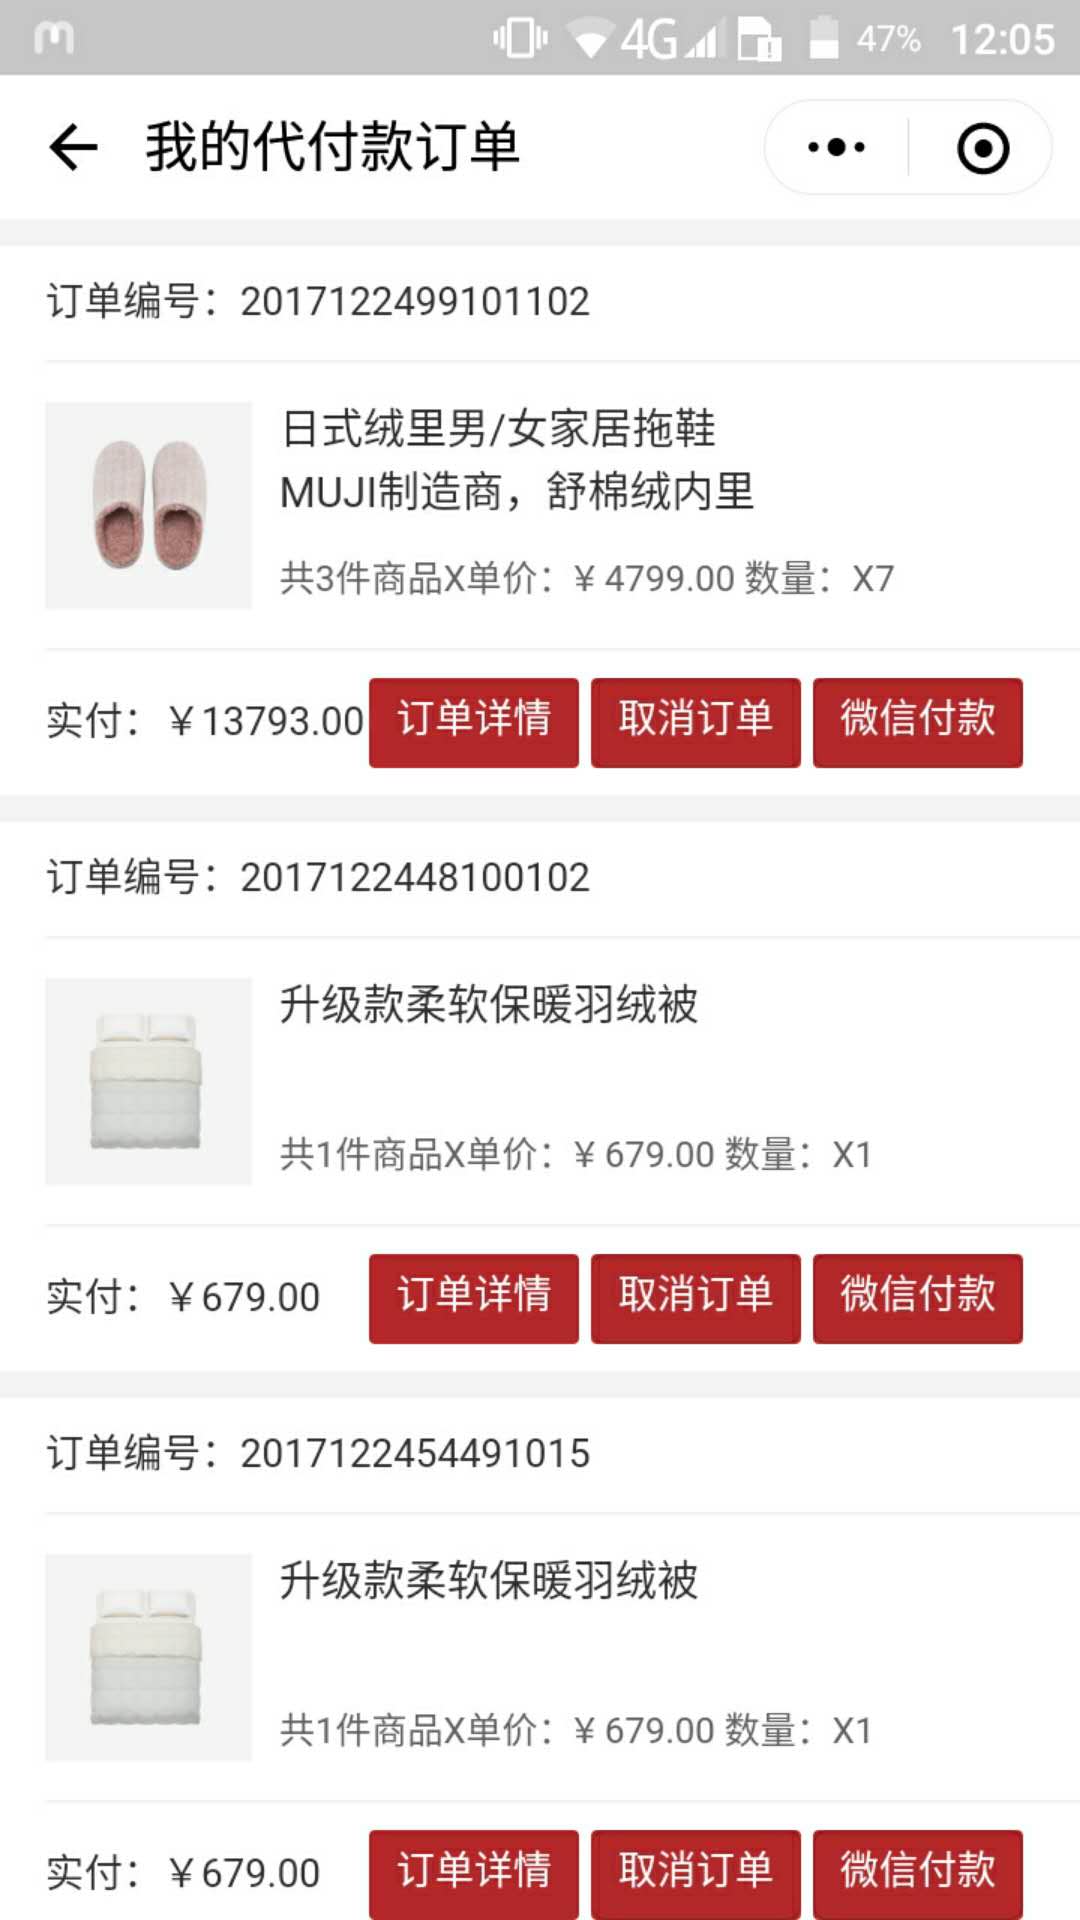 4G 47% 12:05
我的代付款订单
订单编号：2017122499101102
日式绒里男/女家居拖鞋
MUJI制造商，舒棉绒内里
共3件商品X单价：¥ 4799.00 数量：X7
实付：￥13793.00 订单详情 取消订单 微信付款
订单编号：2017122448100102
升级款柔软保暖羽绒被
共1件商品X单价：¥ 679.00 数量：X1
实付：￥679.00 订单详情 取消订单 微信付款
订单编号：2017122454491015
升级款柔软保暖羽绒被
共1件商品X单价：¥ 679.00 数量：X1
实付：￥679.00 订单详情 取消订单 微信付款